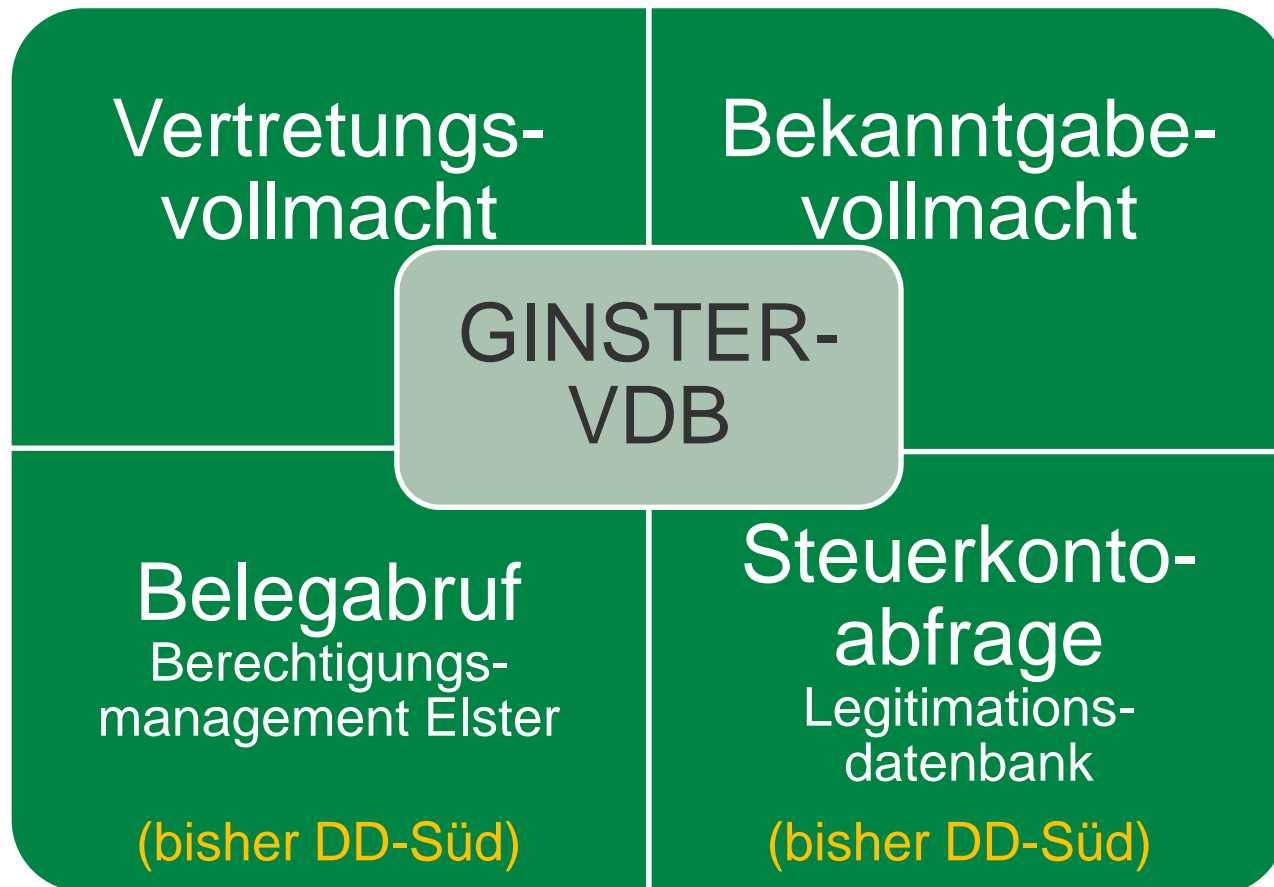 Vertretungs-
vollmacht
Bekanntgabe-
vollmacht
GINSTER-
VDB
Belegabruf
Berechtigungs-
management Elster
(bisher DD-Süd)
Steuerkonto-
abfrage
Legitimations-
datenbank
(bisher DD-Süd)